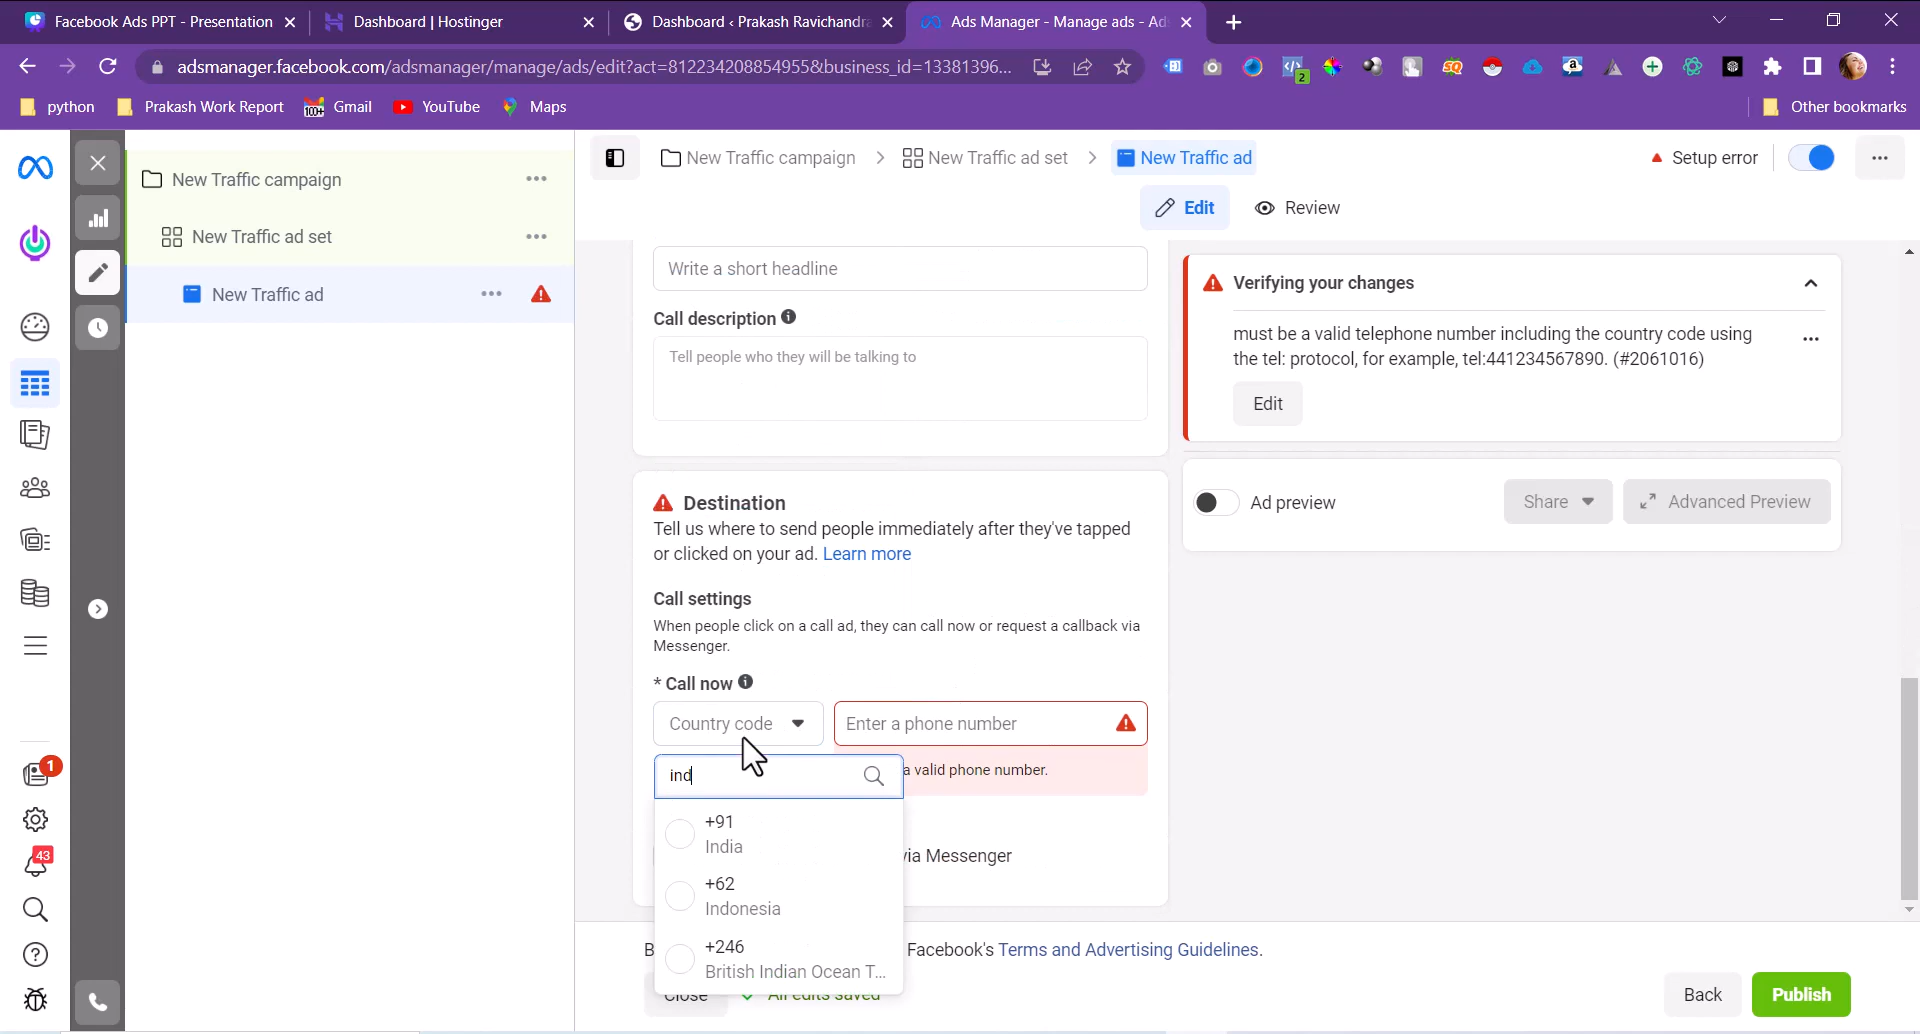 Facebook Ads PPT - Presentation
Dashboard | Hostinger
Dashboard ‹ Prakash Ravichandra
Ads Manager - Manage ads - Ads
adsmanager.facebook.com/adsmanager/manage/ads/edit?act=812234208854955&business_id=13381396...
2
python
Prakash Work Report
100+
Gmail
YouTube
Maps
Other bookmarks
New Traffic campaign
New Traffic ad set
New Traffic ad
New Traffic campaign
New Traffic ad set
New Traffic ad
Setup error
Edit
Review
Write a short headline
Call description
Tell people who they will be talking to
Verifying your changes
must be a valid telephone number including the country code using
the tel: protocol, for example, tel:441234567890. (#2061016)
Edit
Ad preview
Share
Advanced Preview
Destination
Tell us where to send people immediately after they've tapped
or clicked on your ad. Learn more
Call settings
When people click on a call ad, they can call now or request a callback via
Messenger.
* Call now
Country code
Enter a phone number
ind
a valid phone number.
+91
India
via Messenger
+62
Indonesia
+246
British Indian Ocean T...
B
Facebook's Terms and Advertising Guidelines.
Close
All edits saved
Back
Publish
1
43